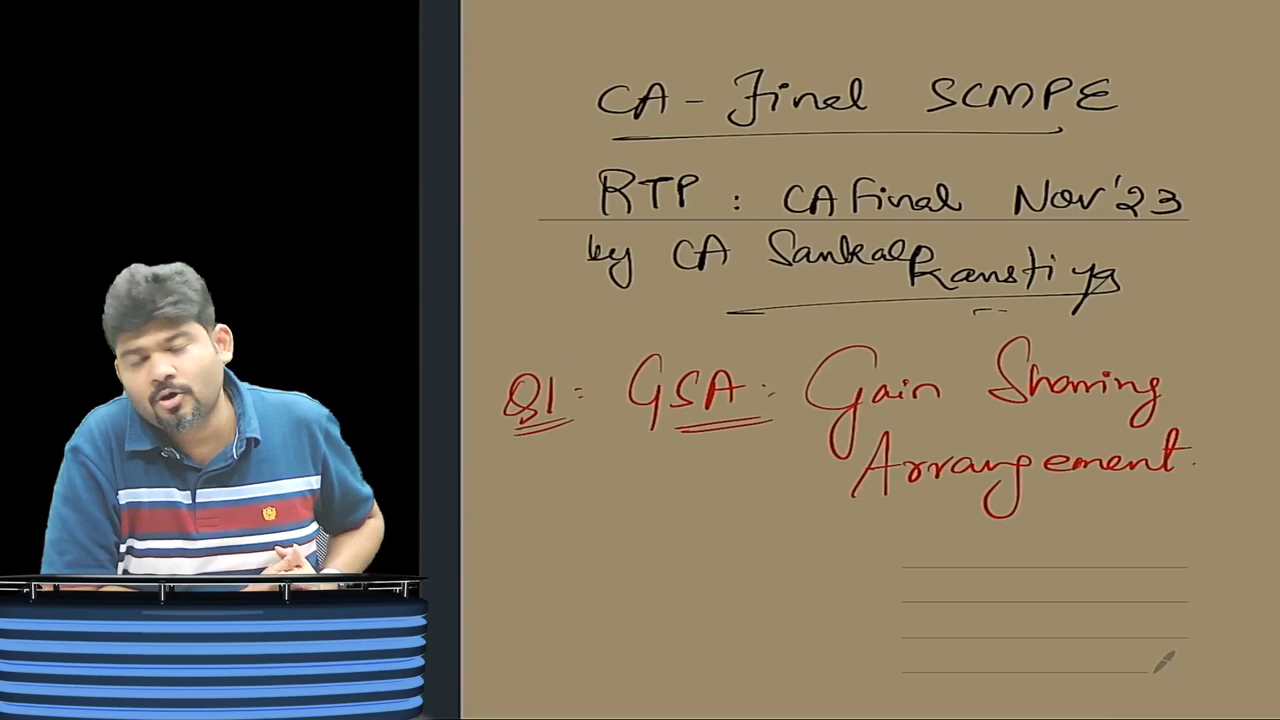 CA - Final SCMPE
RTP : CA Final Nov'23
by CA Sankalp Kanstiya
Q1 : GSA : Gain Sharing
Arrangement.